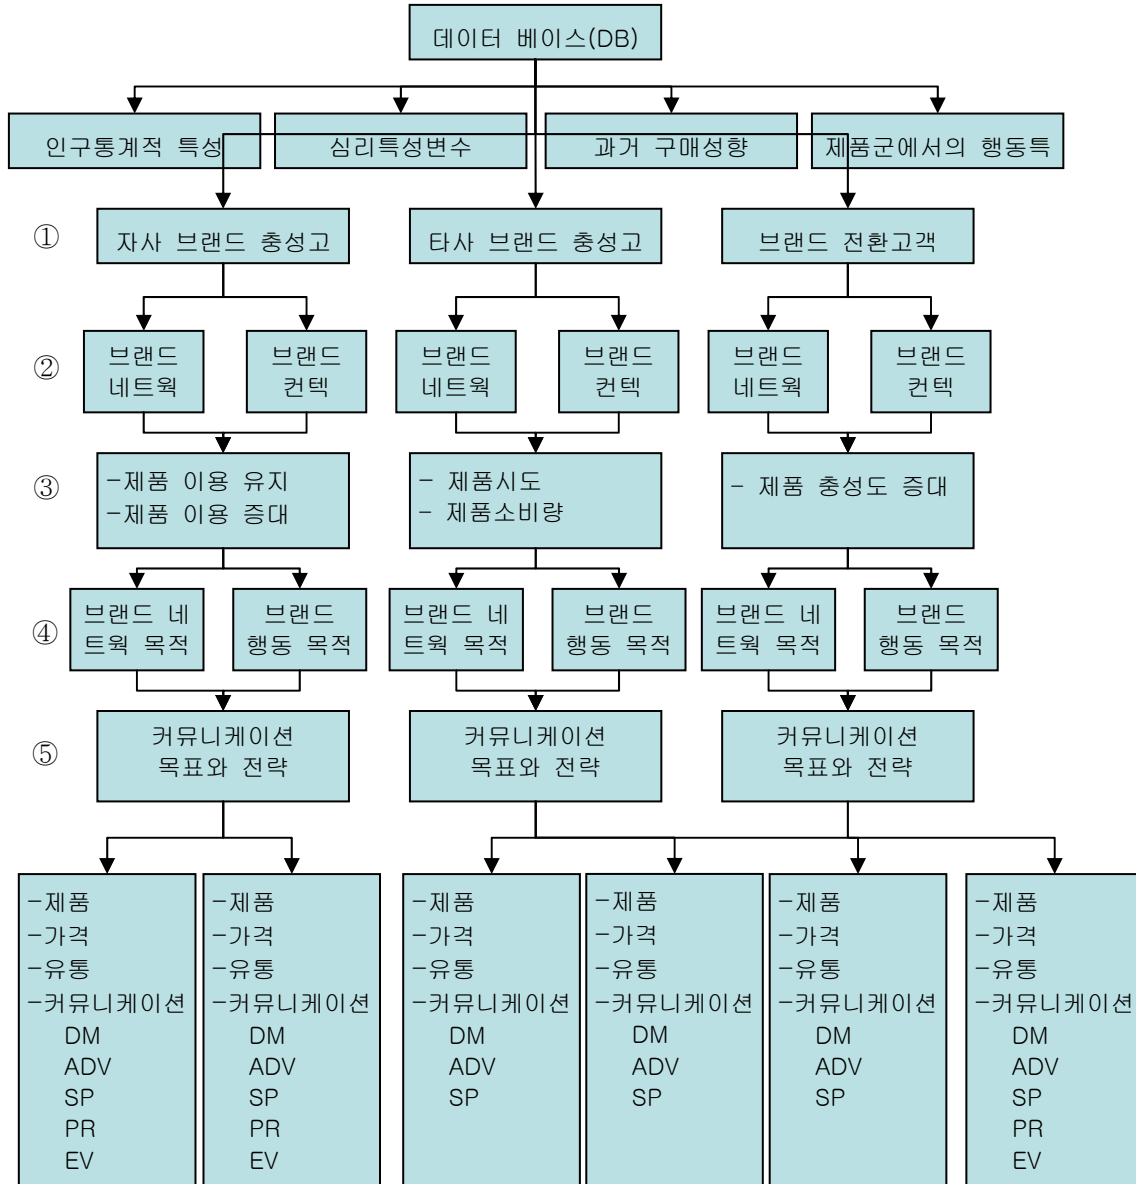 데이터 베이스(DB)
인구통계적 특성
심리특성변수
과거 구매성향
제품군에서의 행동특
①
자사 브랜드 충성고
타사 브랜드 충성고
브랜드 전환고객
②
브랜드
네트웍
브랜드
컨텍
브랜드
네트웍
브랜드
컨텍
브랜드
네트웍
브랜드
컨텍
③
-제품 이용 유지
-제품 이용 증대
- 제품시도
- 제품소비량
- 제품 충성도 증대
④
브랜드 네
트웍 목적
브랜드
행동 목적
브랜드 네
트웍 목적
브랜드
행동 목적
브랜드 네
트웍 목적
브랜드
행동 목적
⑤
커뮤니케이션
목표와 전략
커뮤니케이션
목표와 전략
커뮤니케이션
목표와 전략
-제품
-가격
-유통
-커뮤니케이션
DM
ADV
SP
PR
EV
-제품
-가격
-유통
-커뮤니케이션
DM
ADV
SP
PR
EV
-제품
-가격
-유통
-커뮤니케이션
DM
ADV
SP
-제품
-가격
-유통
-커뮤니케이션
DM
ADV
SP
-제품
-가격
-유통
-커뮤니케이션
DM
ADV
SP
-제품
-가격
-유통
-커뮤니케이션
DM
ADV
SP
PR
EV